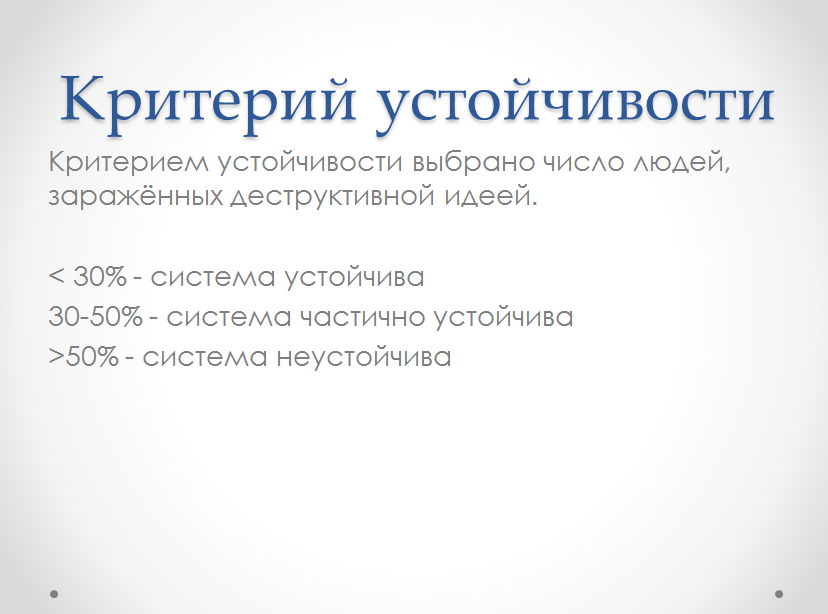 Критерий устойчивости
Критерием устойчивости выбрано число людей,
заражённых деструктивной идеей.
< 30% - система устойчива
30-50% - система частично устойчива
>50% - система неустойчива